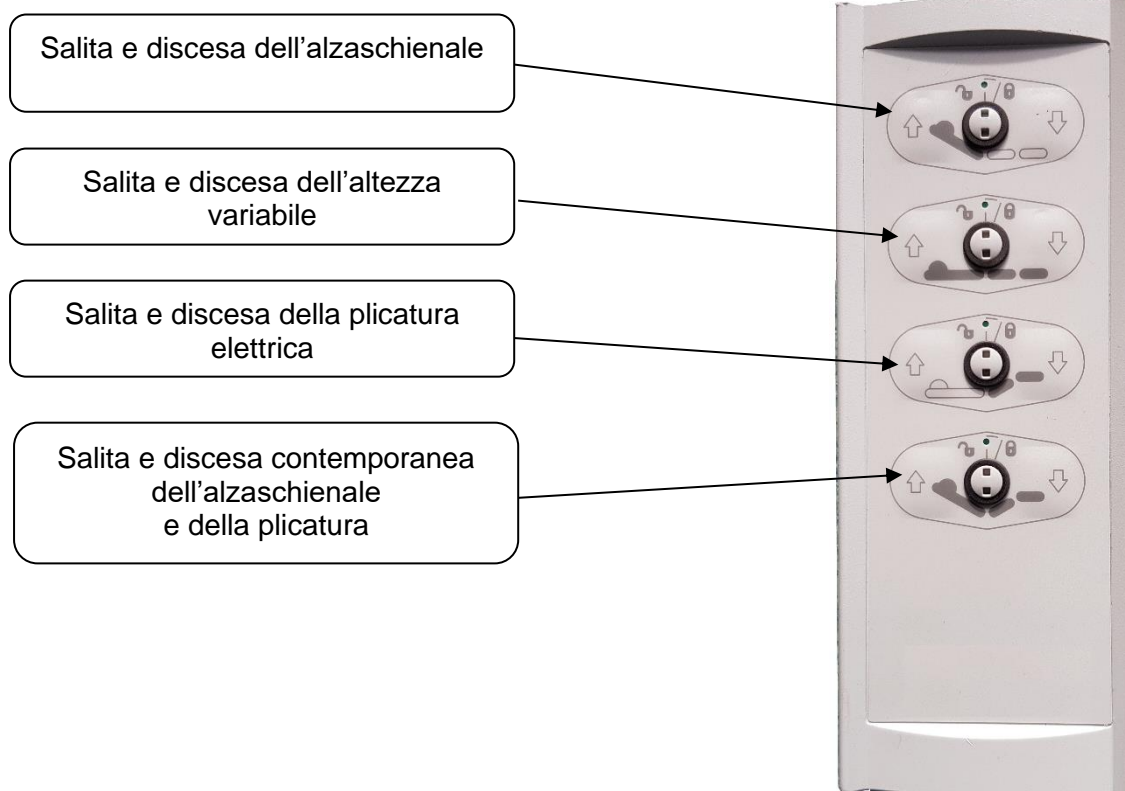 Salita e discesa dell’alzaschienale
Salita e discesa dell’altezza
variabile
Salita e discesa della plicatura
elettrica
Salita e discesa contemporanea
dell’alzaschienale
e della plicatura